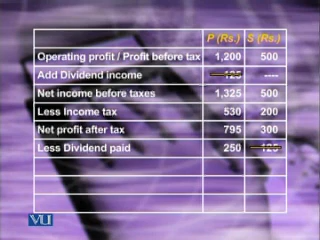 P (Rs.) S (Rs.)
Operating profit / Profit before tax 1,200 500
Add Dividend income 125 ----
Net income before taxes 1,325 500
Less Income tax 530 200
Net profit after tax 795 300
Less Dividend paid 250 125
VU